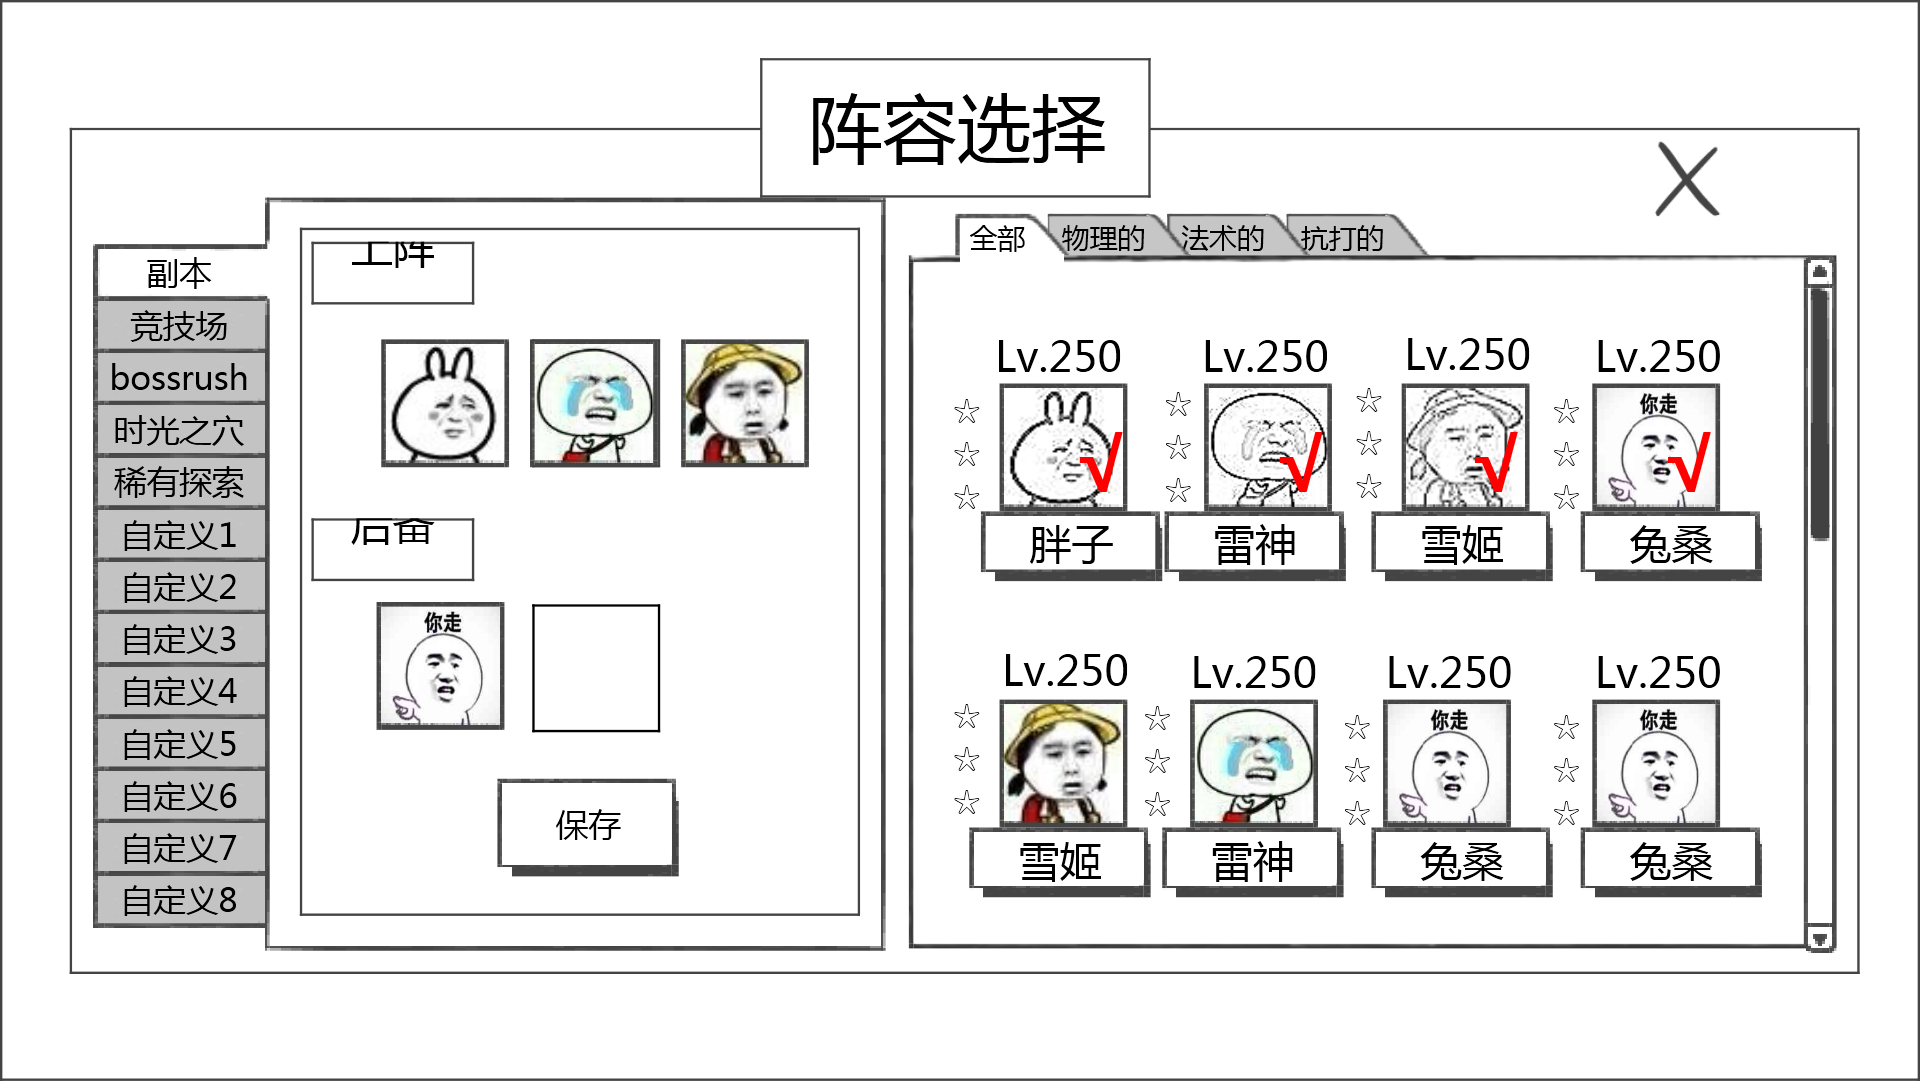 阵容选择
副本
竞技场
bossrush
时光之穴
稀有探索
自定义1
自定义2
自定义3
自定义4
自定义5
自定义6
自定义7
自定义8
上阵
后备
你走
保存
全部 物理的 法术的 抗打的
Lv.250 Lv.250 Lv.250 Lv.250
你走
√ √ √ √
胖子 雷神 雪姬 兔桑
Lv.250 Lv.250 Lv.250 Lv.250
你走 你走
雪姬 雷神 兔桑 兔桑